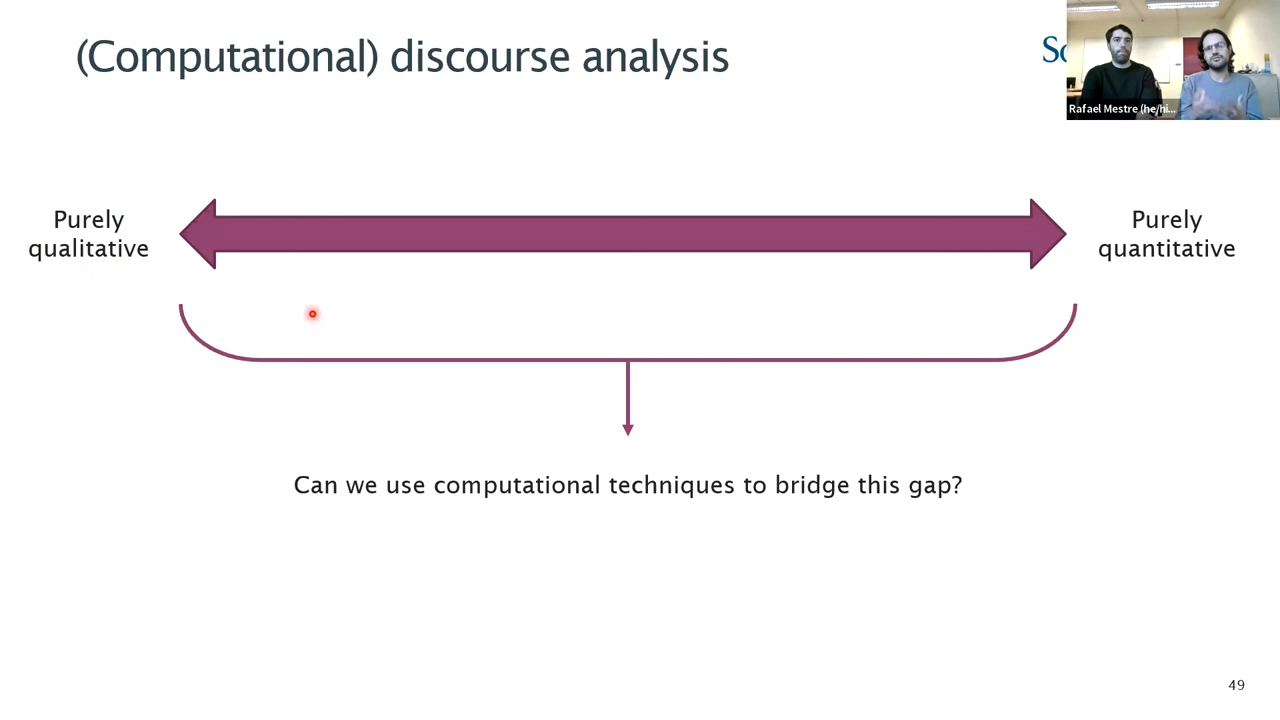 (Computational) discourse analysis
Rafael Mestre (he/hi...
Purely
qualitative
Purely
quantitative
Can we use computational techniques to bridge this gap?
49